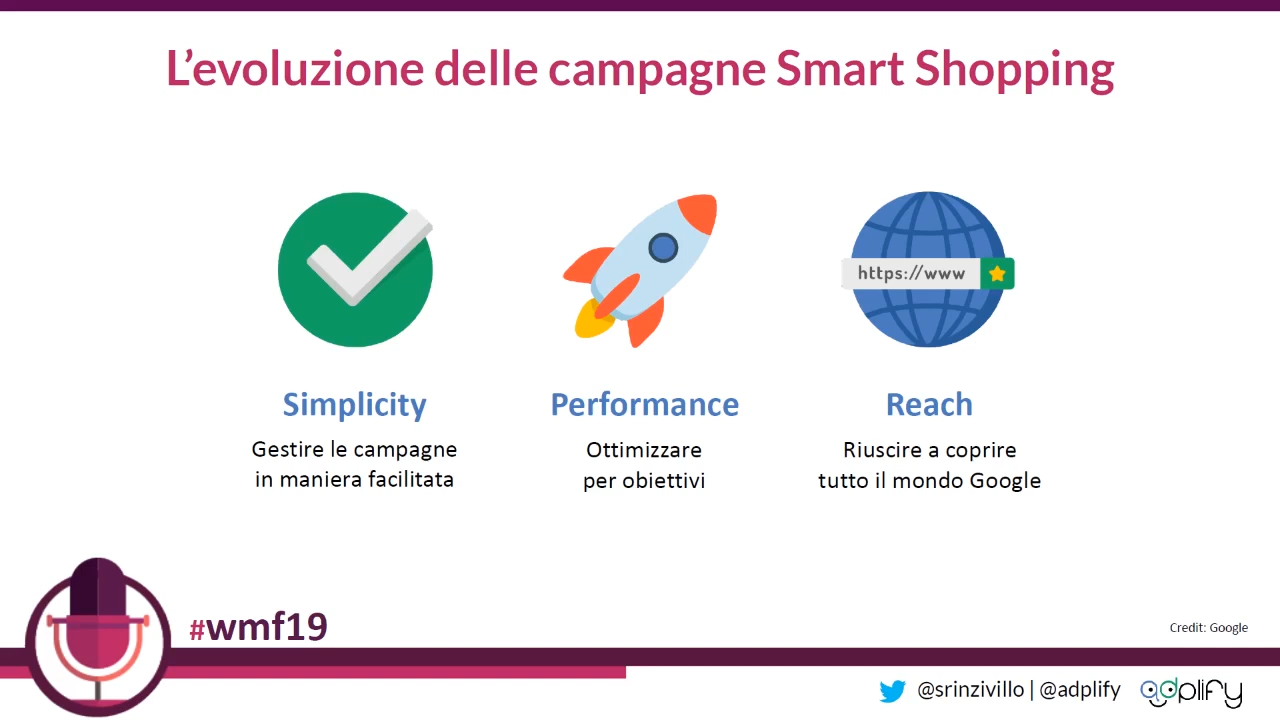 L’evoluzione delle campagne Smart Shopping
https://www
Simplicity
Gestire le campagne
in maniera facilitata
Performance
Ottimizzare
per obiettivi
Reach
Riuscire a coprire
tutto il mondo Google
#wmf19
Credit: Google
@srinzivillo | @adplify
adplify